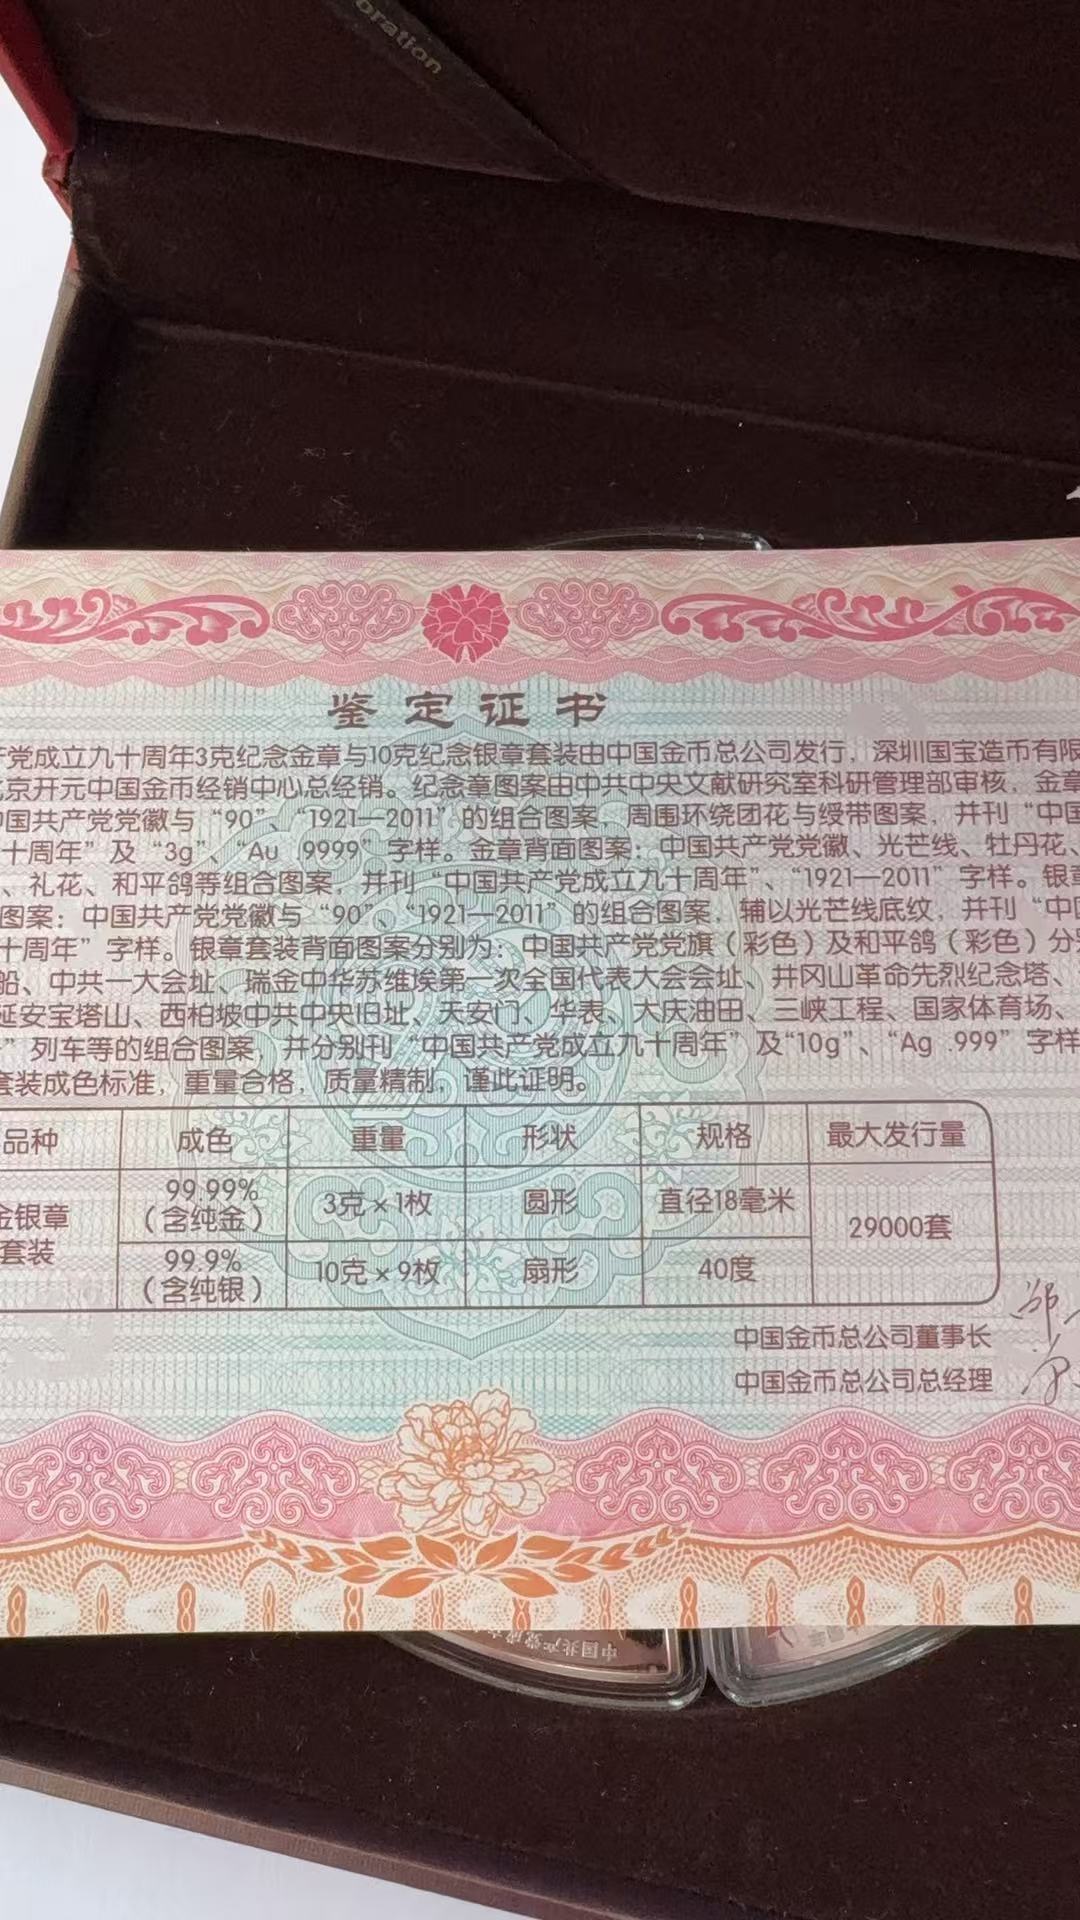 oration
鉴定证书
产党成立九十周年3克纪念金章与10克纪念银章套装由中国金币总公司发行，深圳国宝造币有限
北京开元中国金币经销中心总经销。纪念章图案由中共中央文献研究室科研管理部审核，金章
中国共产党党徽与“90”、“1921—2011”的组合图案，周围环绕团花与绶带图案，并刊“中国
十周年”及“3g”、“Au .9999”字样。金章背面图案：中国共产党党徽、光芒线、牡丹花、
、礼花、和平鸽等组合图案，并刊“中国共产党成立九十周年”、“1921—2011”字样。银章
图案：中国共产党党徽与“90”、“1921—2011”的组合图案，辅以光芒线底纹，并刊“中国
十周年”字样。银章套装背面图案分别为：中国共产党党旗（彩色）及和平鸽（彩色）分别
船、中共一大会址、瑞金中华苏维埃第一次全国代表大会会址、井冈山革命先烈纪念塔、
延安宝塔山、西柏坡中共中央旧址、天安门、华表、大庆油田、三峡工程、国家体育场、
”列车等的组合图案，并分别刊“中国共产党成立九十周年”及“10g”、“Ag .999”字样
套装成色标准，重量合格，质量精制，谨此证明。
品种 成色 重量 形状 规格 最大发行量
金银章套装 99.99%（含纯金） 3克×1枚 圆形 直径18毫米 29000套
99.9%（含纯银） 10克×9枚 扇形 40度
中国金币总公司董事长
中国金币总公司总经理
中国共产党成